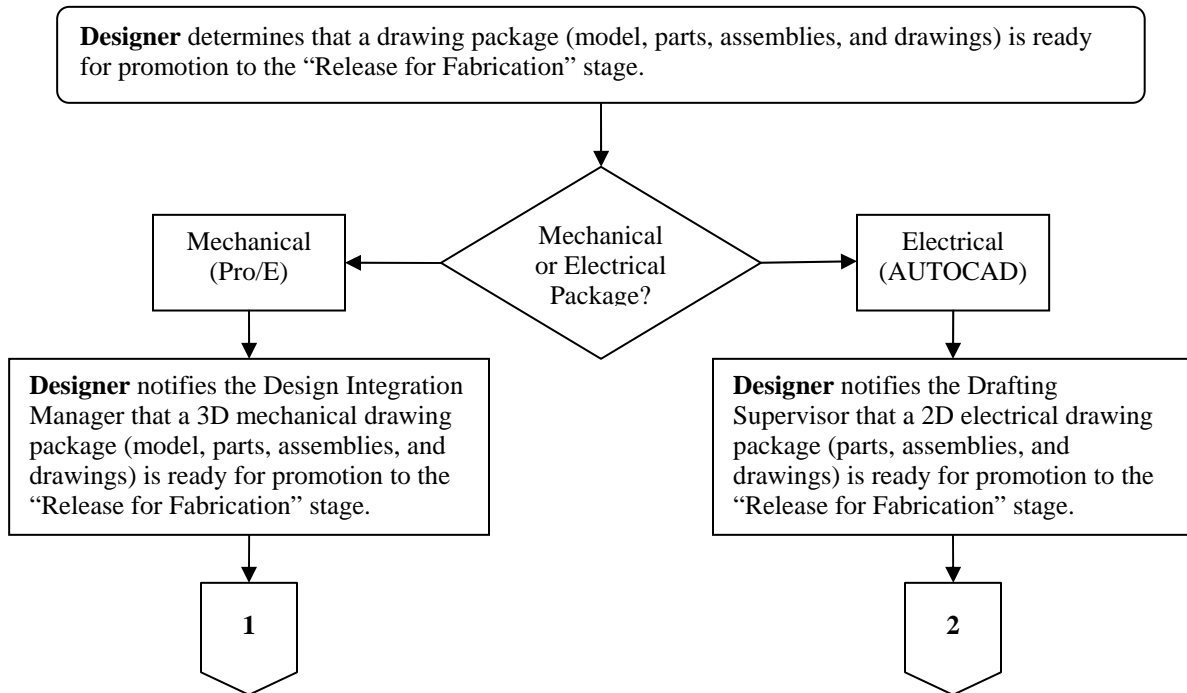 Designer determines that a drawing package (model, parts, assemblies, and drawings) is ready
for promotion to the “Release for Fabrication” stage.
Mechanical
or Electrical
Package?
Mechanical
(Pro/E)
Electrical
(AUTOCAD)
Designer notifies the Design Integration
Manager that a 3D mechanical drawing
package (model, parts, assemblies, and
drawings) is ready for promotion to the
“Release for Fabrication” stage.
Designer notifies the Drafting
Supervisor that a 2D electrical drawing
package (parts, assemblies, and
drawings) is ready for promotion to the
“Release for Fabrication” stage.
1
2